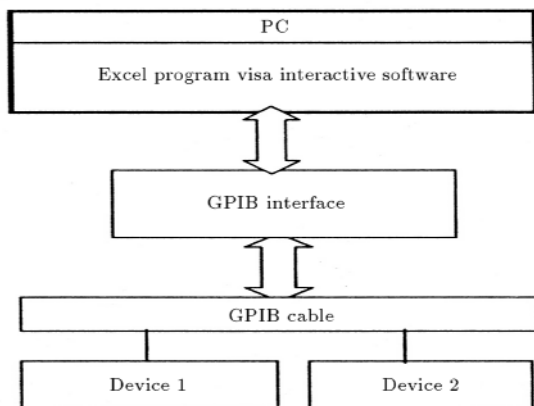 PC
Excel program visa interactive software
GPIB interface
GPIB cable
Device 1
Device 2